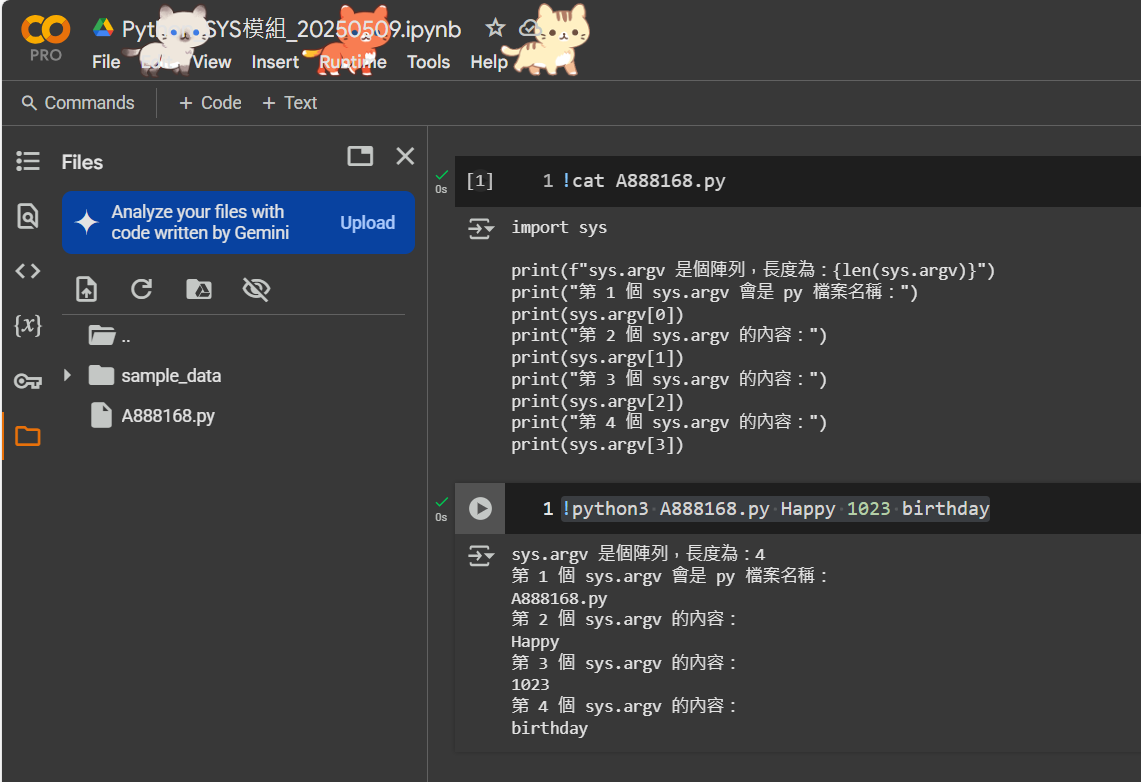 CO PRO
Pyt SYS模組_20250509.ipynb
File View Insert Runtime Tools Help
Commands + Code + Text
Files
Analyze your files with
code written by Gemini
Upload
{x}
..
sample_data
A888168.py
0s
[1] 1 !cat A888168.py
import sys
print(f"sys.argv 是個陣列，長度為：{len(sys.argv)}")
print("第 1 個 sys.argv 會是 py 檔案名稱：")
print(sys.argv[0])
print("第 2 個 sys.argv 的內容：")
print(sys.argv[1])
print("第 3 個 sys.argv 的內容：")
print(sys.argv[2])
print("第 4 個 sys.argv 的內容：")
print(sys.argv[3])
0s
1 !python3 A888168.py Happy 1023 birthday
sys.argv 是個陣列，長度為：4
第 1 個 sys.argv 會是 py 檔案名稱：
A888168.py
第 2 個 sys.argv 的內容：
Happy
第 3 個 sys.argv 的內容：
1023
第 4 個 sys.argv 的內容：
birthday